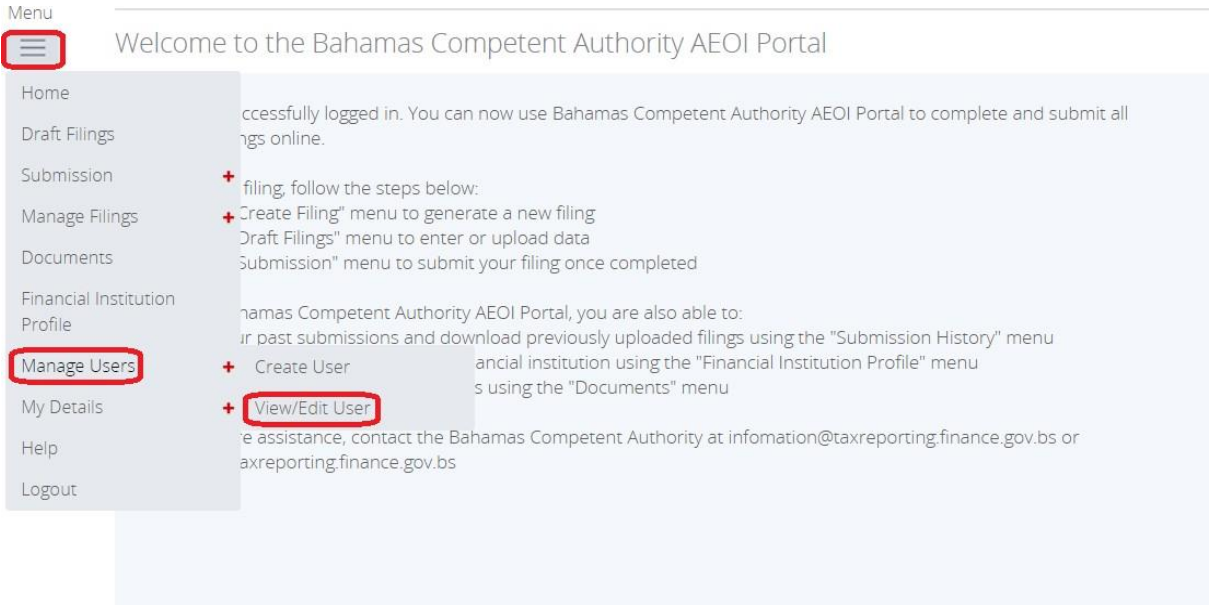 Menu
Welcome to the Bahamas Competent Authority AEOI Portal
Home
Draft Filings
Submission
Manage Filings
Documents
Financial Institution
Profile
Manage Users
My Details
Help
Logout
Create User
View/Edit User
logged in. You can now use Bahamas Competent Authority AEOI Portal to complete and submit all
online.
filing, follow the steps below:
Create Filing" menu to generate a new filing
Draft Filings" menu to enter or upload data
Submission" menu to submit your filing once completed
Competent Authority AEOI Portal, you are also able to:
past submissions and download previously uploaded filings using the "Submission History" menu
institution using the "Financial Institution Profile" menu
using the "Documents" menu
assistance, contact the Bahamas Competent Authority at infomation@taxreporting.finance.gov.bs or
axreporting.finance.gov.bs